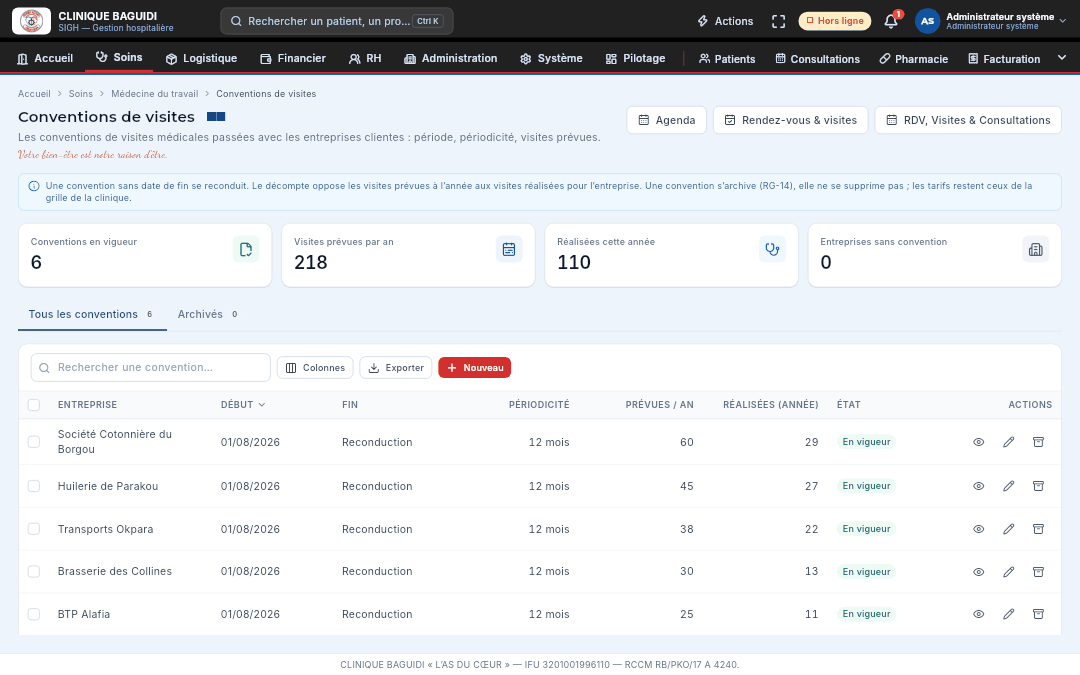 CLINIQUE BAGUIDI
SIGH — Gestion hospitalière
Rechercher un patient, un pro... Ctrl K
Actions
Hors ligne
1
AS
Administrateur système
Administrateur système
Accueil Soins Logistique Financier RH Administration Système Pilotage Patients Consultations Pharmacie Facturation
Accueil > Soins > Médecine du travail > Conventions de visites
Conventions de visites
Les conventions de visites médicales passées avec les entreprises clientes : période, périodicité, visites prévues.
Votre bien-être est notre raison d'être.
Agenda Rendez-vous & visites RDV, Visites & Consultations
Une convention sans date de fin se reconduit. Le décompte oppose les visites prévues à l'année aux visites réalisées pour l'entreprise. Une convention s'archive (RG-14), elle ne se supprime pas ; les tarifs restent ceux de la
grille de la clinique.
Conventions en vigueur
6
Visites prévues par an
218
Réalisées cette année
110
Entreprises sans convention
0
Tous les conventions 6 Archivés 0
Rechercher une convention... Colonnes Exporter + Nouveau
ENTREPRISE DÉBUT FIN PÉRIODICITÉ PRÉVUES / AN RÉALISÉES (ANNÉE) ÉTAT ACTIONS
Société Cotonnière du
Borgou
01/08/2026 Reconduction 12 mois 60 29 En vigueur
Huilerie de Parakou 01/08/2026 Reconduction 12 mois 45 27 En vigueur
Transports Okpara 01/08/2026 Reconduction 12 mois 38 22 En vigueur
Brasserie des Collines 01/08/2026 Reconduction 12 mois 30 13 En vigueur
BTP Alafia 01/08/2026 Reconduction 12 mois 25 11 En vigueur
CLINIQUE BAGUIDI « L'AS DU CŒUR » — IFU 3201001996110 — RCCM RB/PKO/17 A 4240.